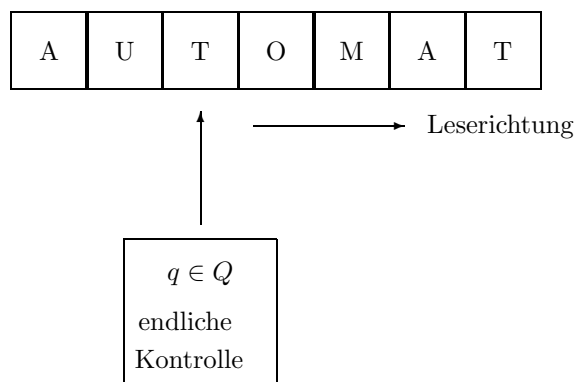 A U T O M A T
Leserichtung
q ∈ Q
endliche
Kontrolle